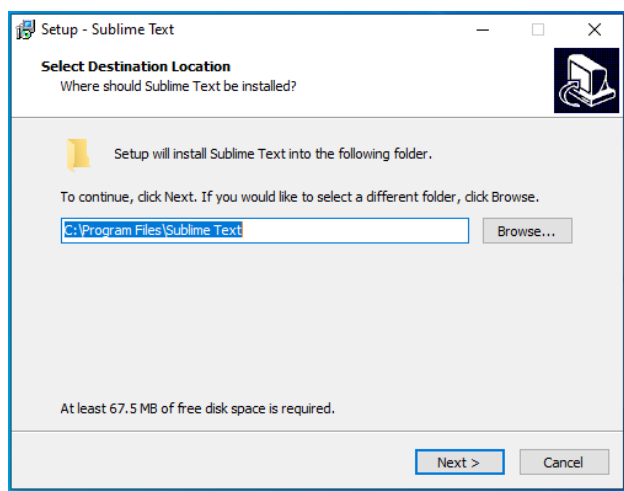 Setup - Sublime Text
Select Destination Location
Where should Sublime Text be installed?
Setup will install Sublime Text into the following folder.
To continue, click Next. If you would like to select a different folder, click Browse.
C:\Program Files\Sublime Text
Browse...
At least 67.5 MB of free disk space is required.
Next >
Cancel